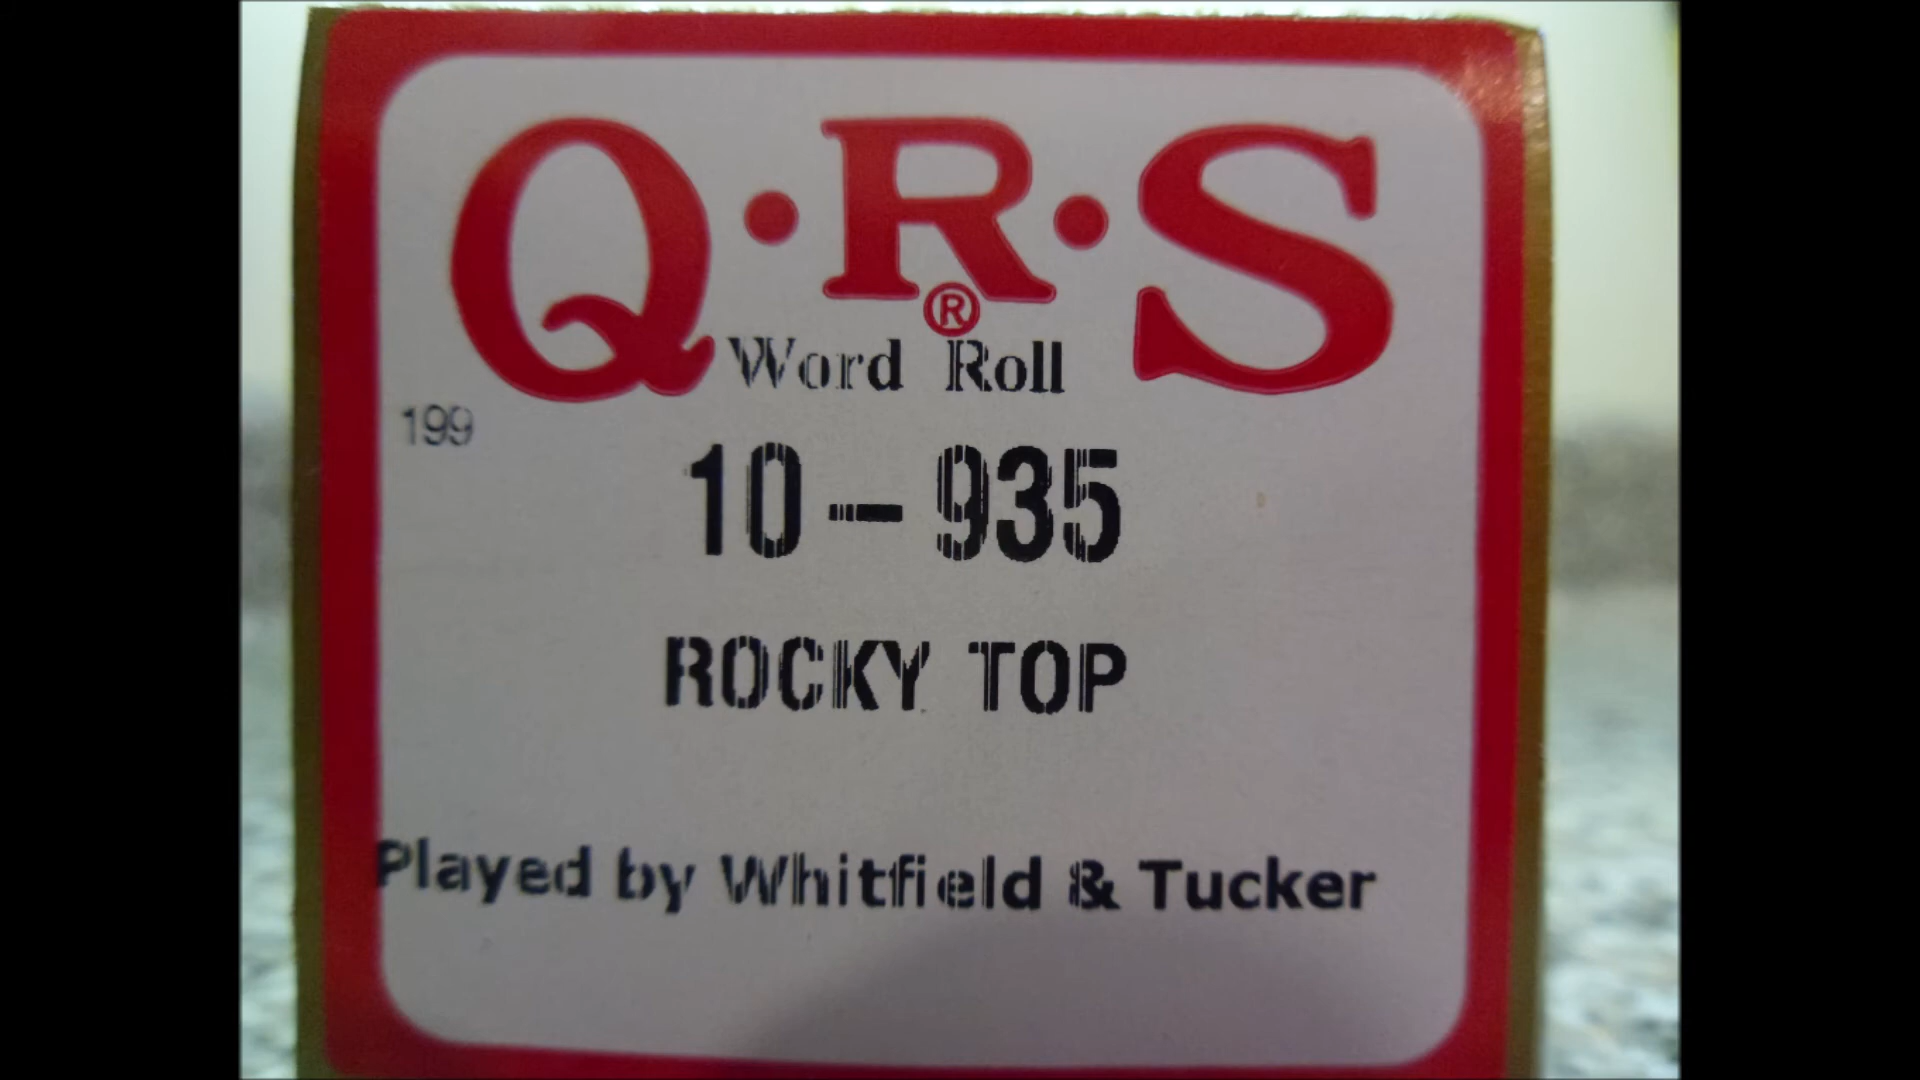 Q·R·S
®
Word Roll
199
10-935
ROCKY TOP
Played by Whitfield & Tucker